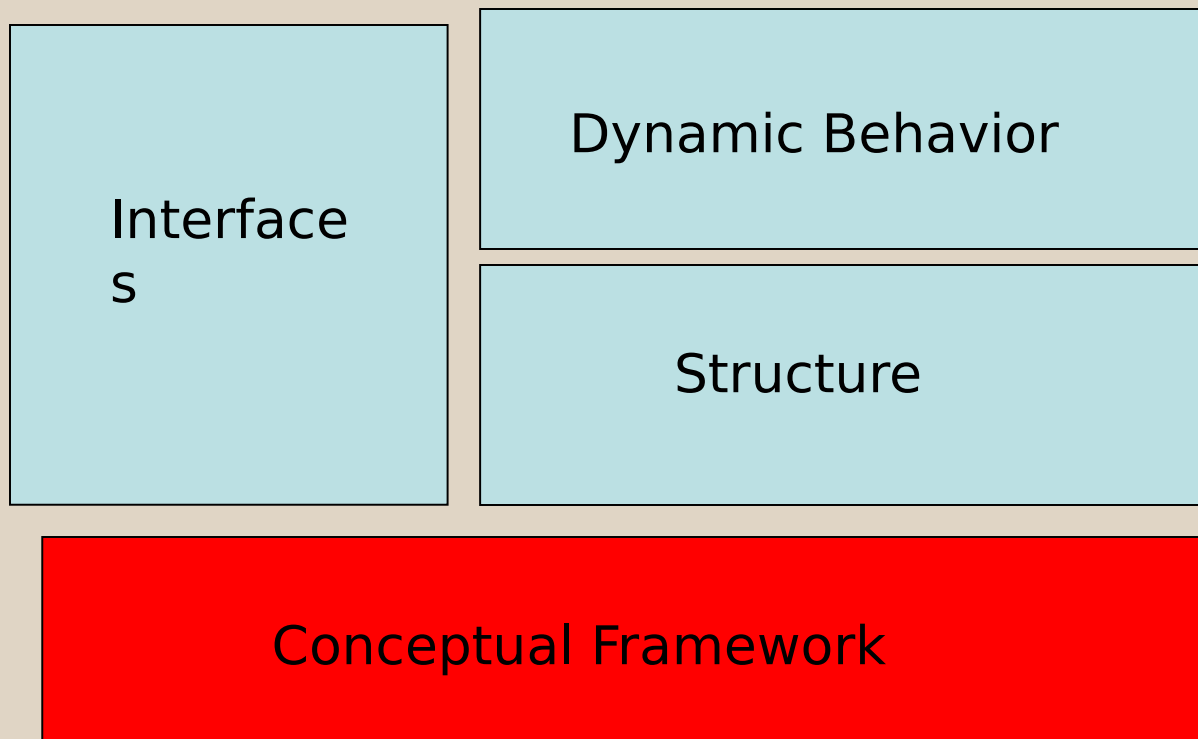 Dynamic Behavior
Interface
s
Structure
Conceptual Framework